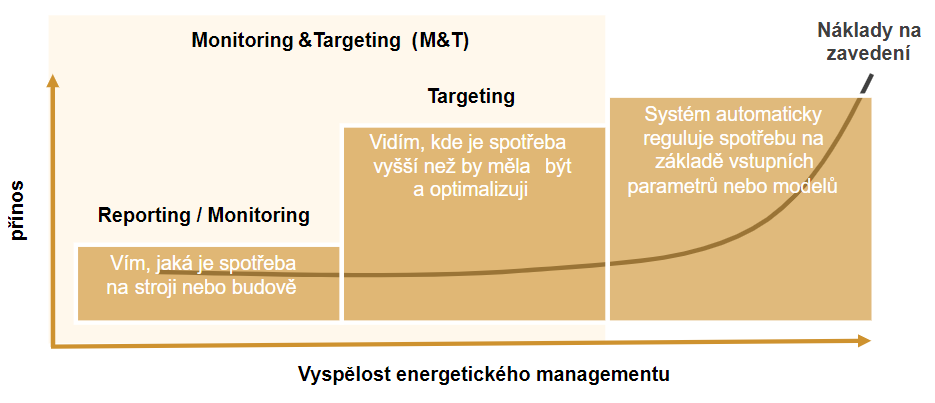 Monitoring &Targeting (M&T)
Náklady na
zavedení
Targeting
Systém automaticky
reguluje spotřebu na
základě vstupních
parametrů nebo modelů
Vidím, kde je spotřeba
vyšší než by měla být
a optimalizuji
přínos
Reporting / Monitoring
Vím, jaká je spotřeba
na stroji nebo budově
Vyspělost energetického managementu